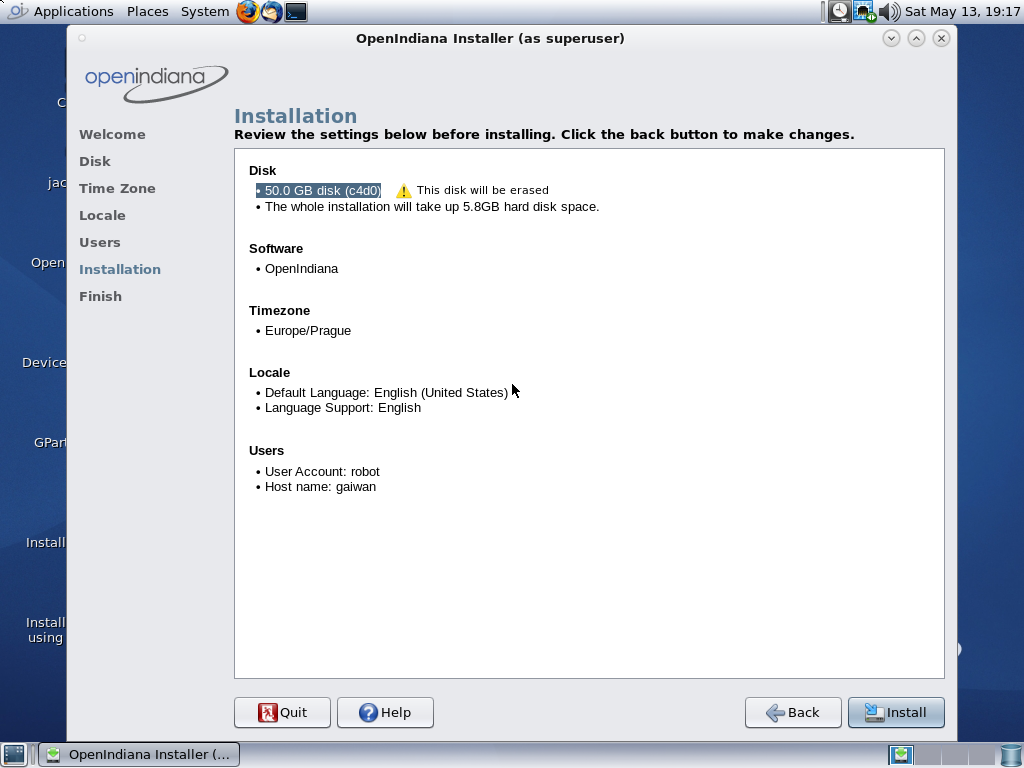 Applications Places System
Sat May 13, 19:17
OpenIndiana Installer (as superuser)
openindiana
Installation
Review the settings below before installing. Click the back button to make changes.
Welcome
Disk
Time Zone
Locale
Users
Installation
Finish
Disk
• 50.0 GB disk (c4d0) This disk will be erased
• The whole installation will take up 5.8GB hard disk space.
Software
• OpenIndiana
Timezone
• Europe/Prague
Locale
• Default Language: English (United States)
• Language Support: English
Users
• User Account: robot
• Host name: gaiwan
C
jac
Open
Device
GPart
Install
Install
using
Quit
Help
Back
Install
OpenIndiana Installer (...